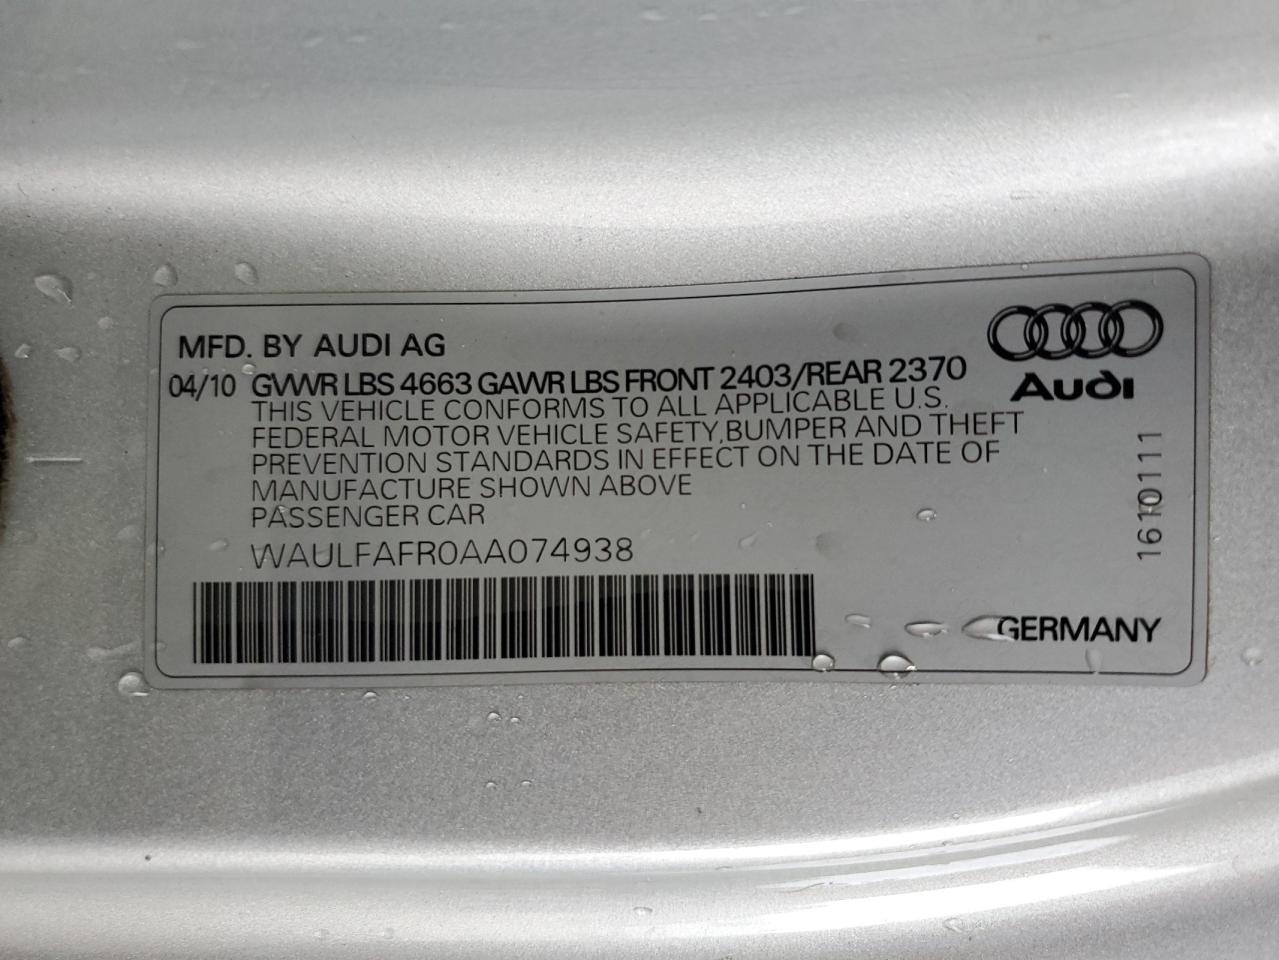 MFD. BY AUDI AG
04/10 GVWR LBS 4663 GAWR LBS FRONT 2403/REAR 2370
THIS VEHICLE CONFORMS TO ALL APPLICABLE U.S.
FEDERAL MOTOR VEHICLE SAFETY, BUMPER AND THEFT
PREVENTION STANDARDS IN EFFECT ON THE DATE OF
MANUFACTURE SHOWN ABOVE
PASSENGER CAR
WAULFAFR0AA074938
Audi
1610111
GERMANY